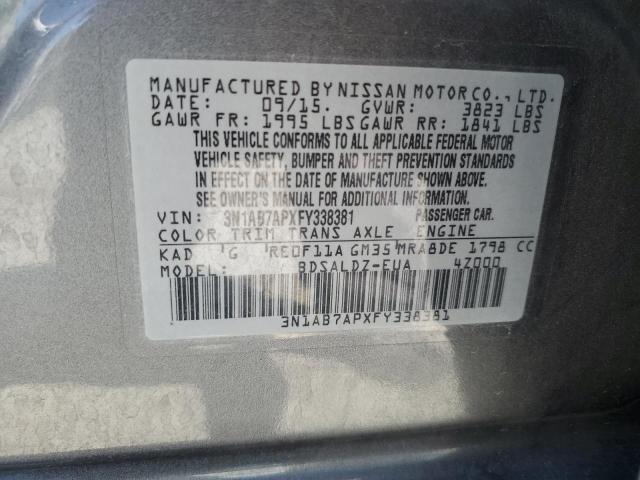 MANUFACTURED BY NISSAN MOTOR CO., LTD.
DATE: 09/15. GVWR: 3823 LBS
GAWR FR: 1995 LBS GAWR RR: 1841 LBS
THIS VEHICLE CONFORMS TO ALL APPLICABLE FEDERAL MOTOR
VEHICLE SAFETY, BUMPER AND THEFT PREVENTION STANDARDS
IN EFFECT ON THE DATE OF MANUFACTURE SHOWN ABOVE.
SEE OWNER'S MANUAL FOR ADDITIONAL INFORMATION.
VIN: 3N1AB7APXFY338381 PASSENGER CAR.
COLOR TRIM TRANS AXLE ENGINE
KAD G RE0F11A GM35 MRA8DE 1798 CC
MODEL: BDSALDZ-EUA 4Z000
3N1AB7APXFY338381